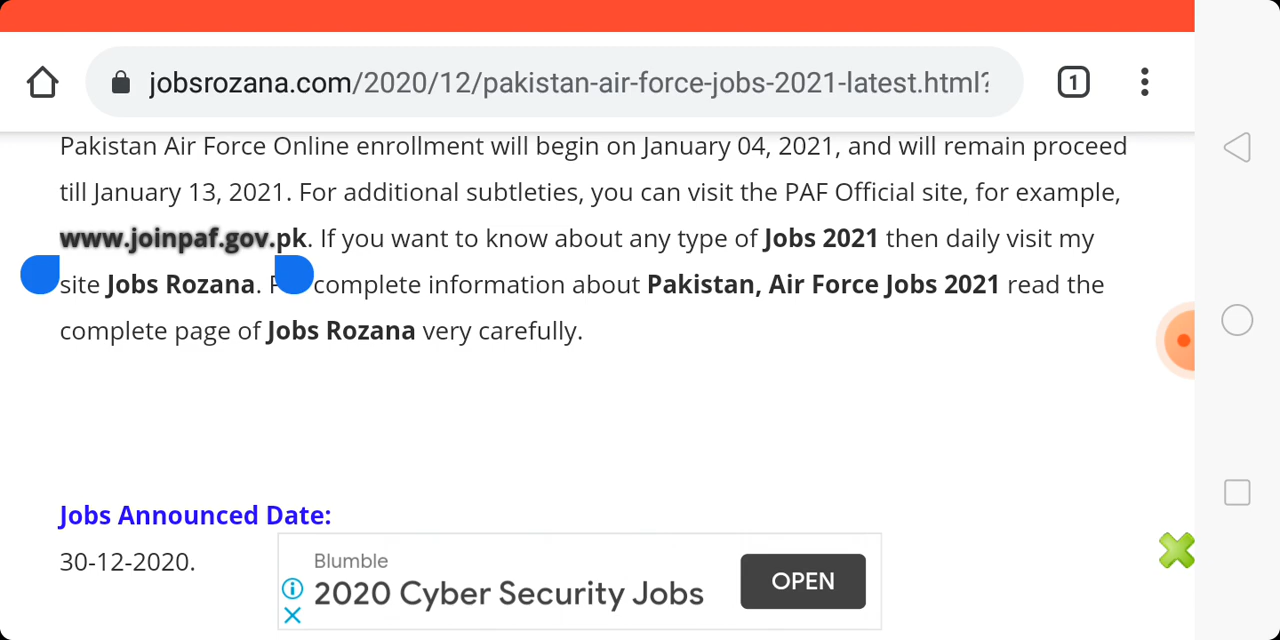 jobsrozana.com/2020/12/pakistan-air-force-jobs-2021-latest.html?
1
Pakistan Air Force Online enrollment will begin on January 04, 2021, and will remain proceed
till January 13, 2021. For additional subtleties, you can visit the PAF Official site, for example,
www.joinpaf.gov.pk. If you want to know about any type of Jobs 2021 then daily visit my
site Jobs Rozana. complete information about Pakistan, Air Force Jobs 2021 read the
complete page of Jobs Rozana very carefully.
Jobs Announced Date:
30-12-2020.
Blumble
2020 Cyber Security Jobs
OPEN